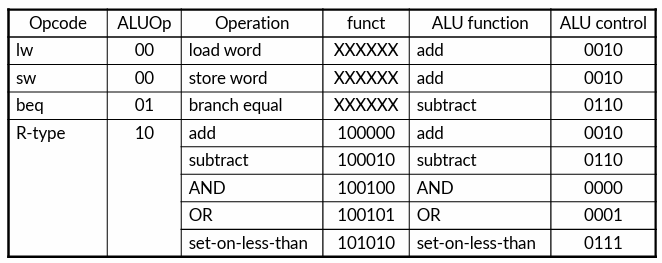 Opcode ALUOp Operation funct ALU function ALU control
lw 00 load word XXXXXX add 0010
sw 00 store word XXXXXX add 0010
beq 01 branch equal XXXXXX subtract 0110
R-type 10 add 100000 add 0010
subtract 100010 subtract 0110
AND 100100 AND 0000
OR 100101 OR 0001
set-on-less-than 101010 set-on-less-than 0111